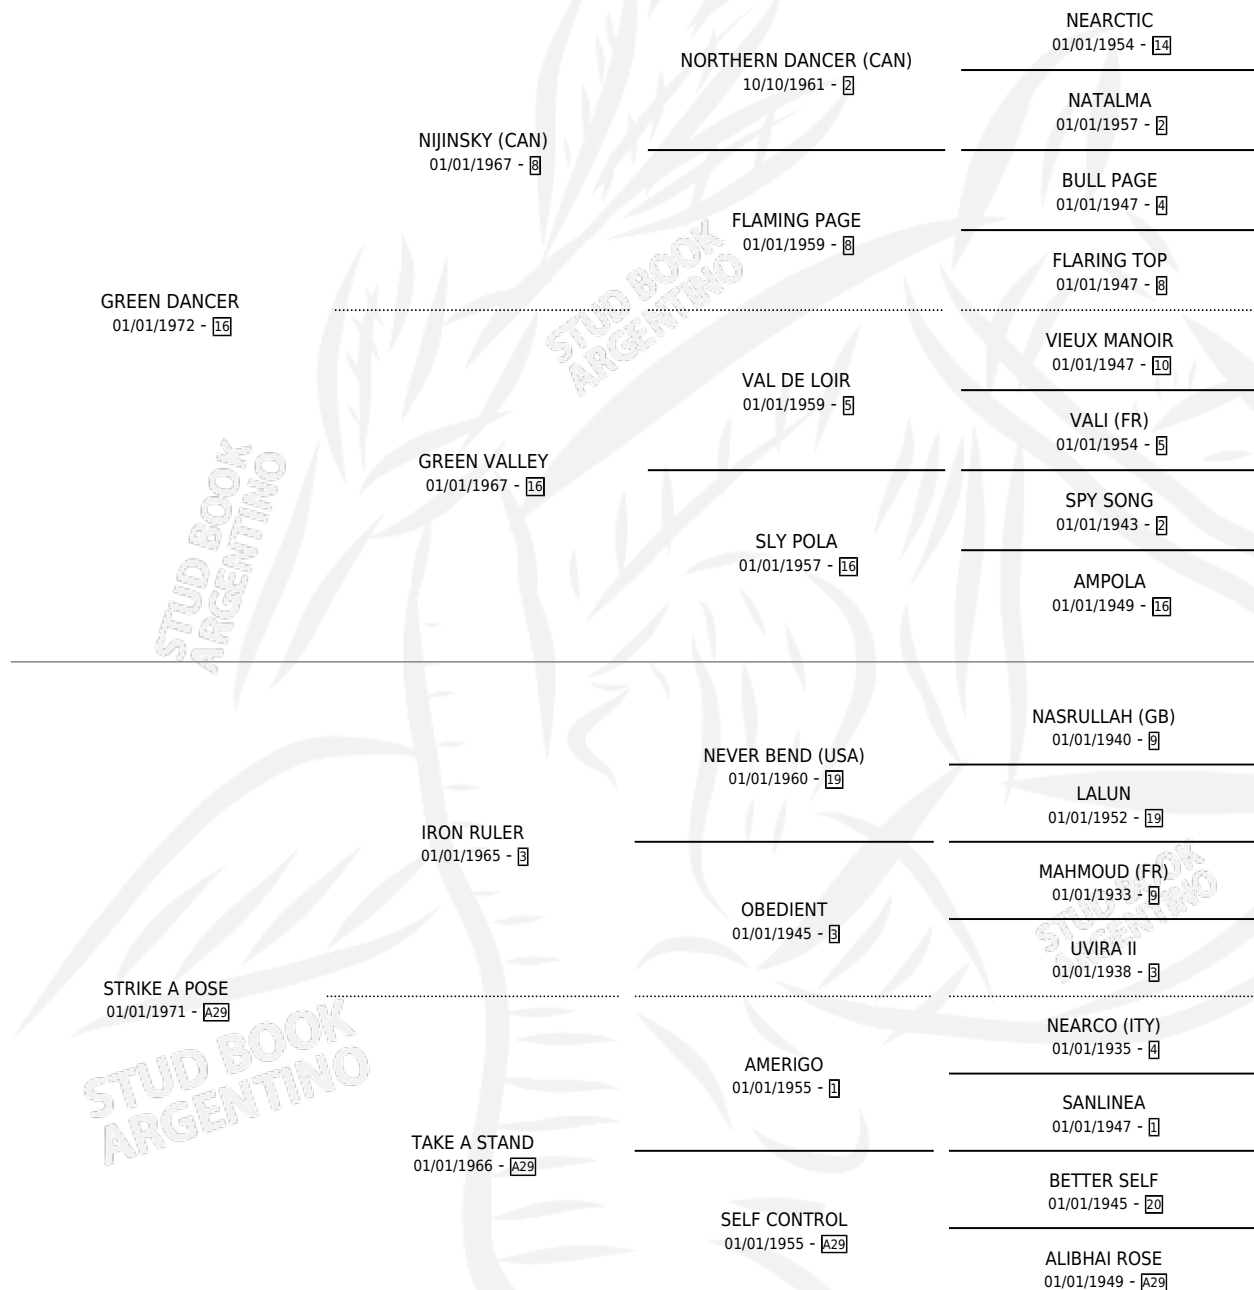 NEARCTIC
01/01/1954 - 14
NORTHERN DANCER (CAN)
10/10/1961 - 2
NATALMA
01/01/1957 - 2
NIJINSKY (CAN)
01/01/1967 - 8
BULL PAGE
01/01/1947 - 4
FLAMING PAGE
01/01/1959 - 8
FLARING TOP
01/01/1947 - 8
GREEN DANCER
01/01/1972 - 16
VIEUX MANOIR
01/01/1947 - 10
VAL DE LOIR
01/01/1959 - 5
VALI (FR)
01/01/1954 - 5
GREEN VALLEY
01/01/1967 - 16
SPY SONG
01/01/1943 - 2
SLY POLA
01/01/1957 - 16
AMPOLA
01/01/1949 - 16
NASRULLAH (GB)
01/01/1940 - 9
NEVER BEND (USA)
01/01/1960 - 19
LALUN
01/01/1952 - 19
IRON RULER
01/01/1965 - 3
MAHMOUD (FR)
01/01/1933 - 9
OBEDIENT
01/01/1945 - 3
UVIRA II
01/01/1938 - 3
STRIKE A POSE
01/01/1971 - A29
NEARCO (ITY)
01/01/1935 - 4
AMERIGO
01/01/1955 - 1
SANLINEA
01/01/1947 - 1
TAKE A STAND
01/01/1966 - A29
BETTER SELF
01/01/1945 - 20
SELF CONTROL
01/01/1955 - A29
ALIBHAI ROSE
01/01/1949 - A29
STUD BOOK
ARGENTINO
STUD BOOK
ARGENTINO
STUD BOOK
ARGENTINO
STUD BOOK
ARGENTINO